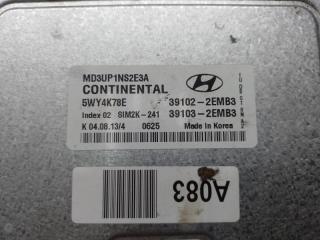 MD3UP1NS2E3A
CONTINENTAL
5WY4K78E 39102-2EMB3
Index 02 SIM2K-241 39103-2EMB3
K 04.08.13/4 0625 Made in Korea
A083